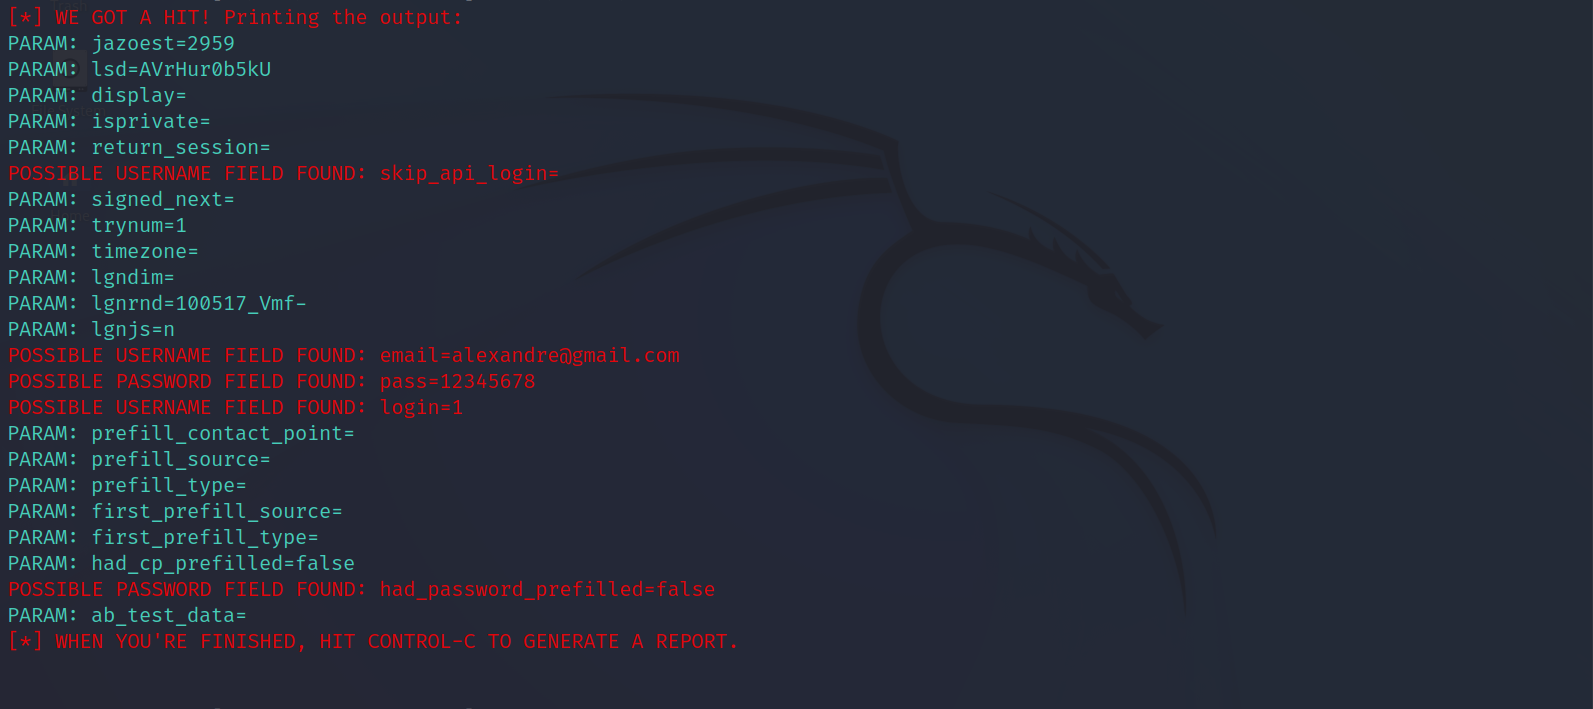 [*] WE GOT A HIT! Printing the output:
PARAM: jazoest=2959
PARAM: lsd=AVrHur0b5kU
PARAM: display=
PARAM: isprivate=
PARAM: return_session=
POSSIBLE USERNAME FIELD FOUND: skip_api_login=
PARAM: signed_next=
PARAM: trynum=1
PARAM: timezone=
PARAM: lgndim=
PARAM: lgnrnd=100517_Vmf-
PARAM: lgnjs=n
POSSIBLE USERNAME FIELD FOUND: email=alexandre@gmail.com
POSSIBLE PASSWORD FIELD FOUND: pass=12345678
POSSIBLE USERNAME FIELD FOUND: login=1
PARAM: prefill_contact_point=
PARAM: prefill_source=
PARAM: prefill_type=
PARAM: first_prefill_source=
PARAM: first_prefill_type=
PARAM: had_cp_prefilled=false
POSSIBLE PASSWORD FIELD FOUND: had_password_prefilled=false
PARAM: ab_test_data=
[*] WHEN YOU'RE FINISHED, HIT CONTROL-C TO GENERATE A REPORT.